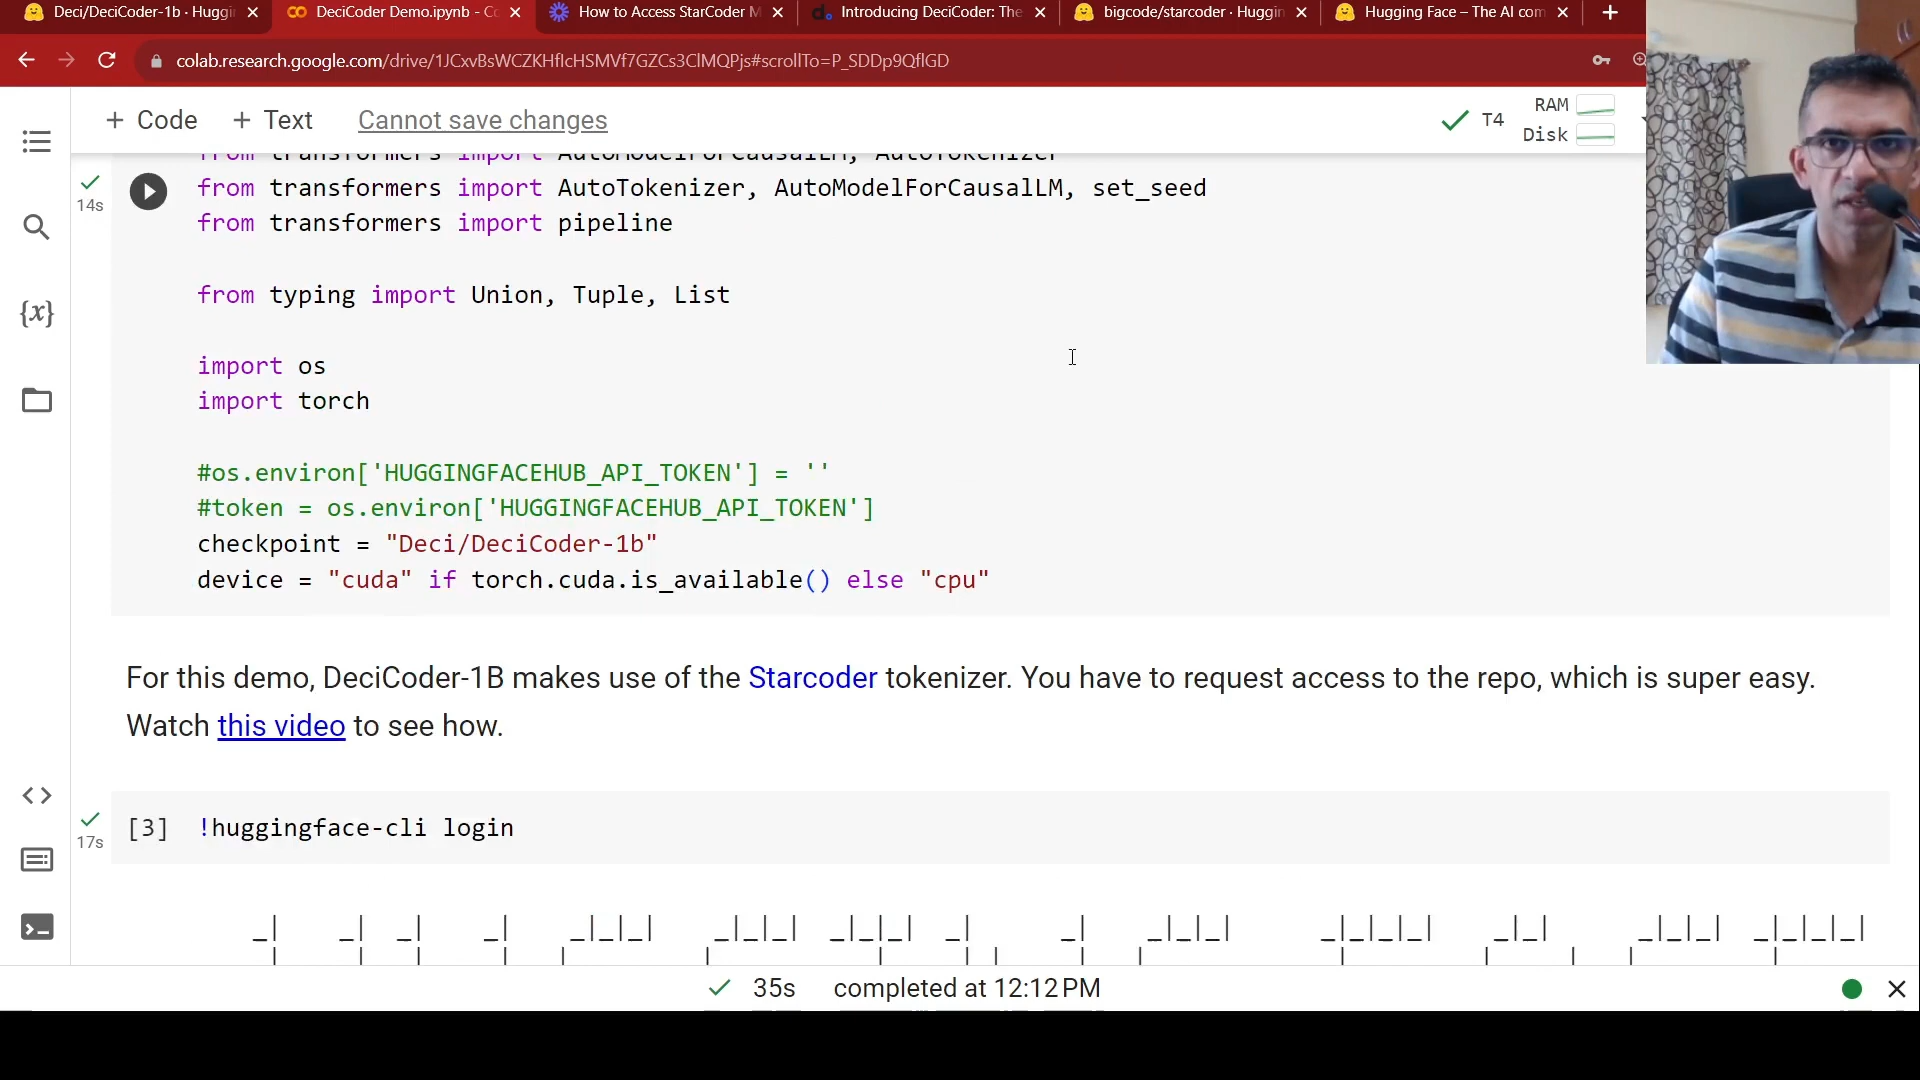 Deci/DeciCoder-1b · Huggi
DeciCoder Demo.ipynb - Co
How to Access StarCoder M
Introducing DeciCoder: The
bigcode/starcoder · Huggin
Hugging Face – The AI com
colab.research.google.com/drive/1JCxvBsWCZKHflcHSMVf7GZCs3ClMQPjs#scrollTo=P_SDDp9QflGD
+ Code + Text Cannot save changes
T4 RAM
Disk
from transformers import AutoModelForCausalLM, AutoTokenizer
14s
from transformers import AutoTokenizer, AutoModelForCausalLM, set_seed
from transformers import pipeline
from typing import Union, Tuple, List
import os
import torch
#os.environ['HUGGINGFACEHUB_API_TOKEN'] = ''
#token = os.environ['HUGGINGFACEHUB_API_TOKEN']
checkpoint = "Deci/DeciCoder-1b"
device = "cuda" if torch.cuda.is_available() else "cpu"
For this demo, DeciCoder-1B makes use of the Starcoder tokenizer. You have to request access to the repo, which is super easy.
Watch this video to see how.
[3] !huggingface-cli login
17s
35s completed at 12:12 PM